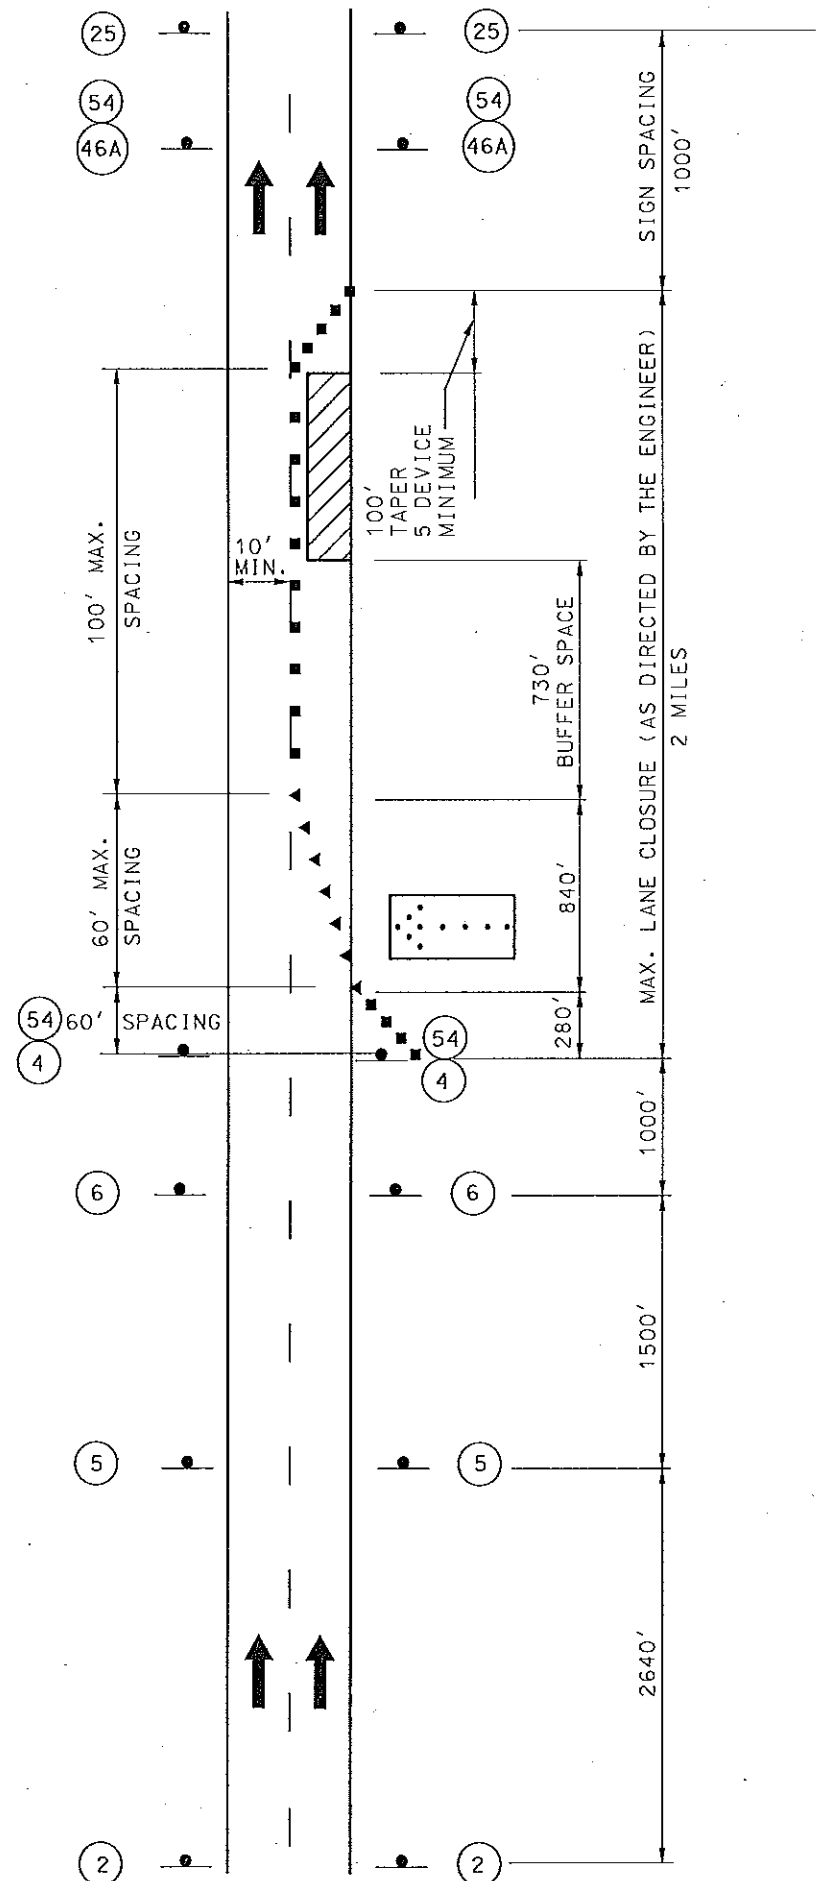 25
25
54
46A
54
46A
SIGN SPACING
1000'
100' MAX.
SPACING
10'
MIN.
100'
TAPER
5 DEVICE
MINIMUM
730'
BUFFER SPACE
MAX. LANE CLOSURE (AS DIRECTED BY THE ENGINEER)
2 MILES
60' MAX.
SPACING
840'
54
60' SPACING
4
54
4
280'
1000'
6
6
1500'
5
5
2640'
2
2